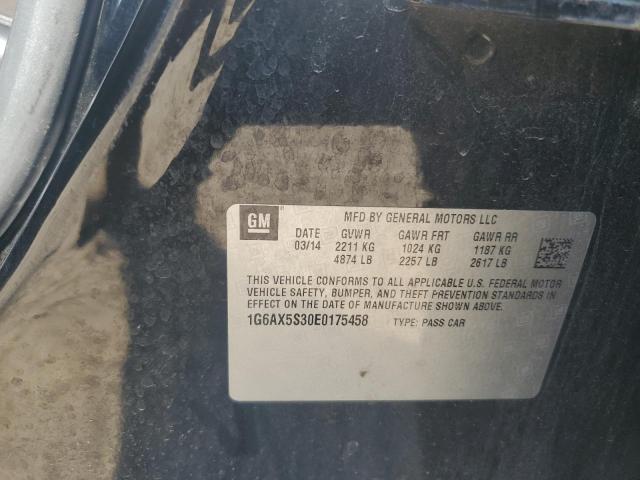 GM MFD BY GENERAL MOTORS LLC
DATE GVWR GAWR FRT GAWR RR
03/14 2211 KG 1024 KG 1187 KG
4874 LB 2257 LB 2617 LB
THIS VEHICLE CONFORMS TO ALL APPLICABLE U.S. FEDERAL MOTOR
VEHICLE SAFETY, BUMPER, AND THEFT PREVENTION STANDARDS IN
EFFECT ON THE DATE OF MANUFACTURE SHOWN ABOVE.
1G6AX5S30E0175458 TYPE: PASS CAR